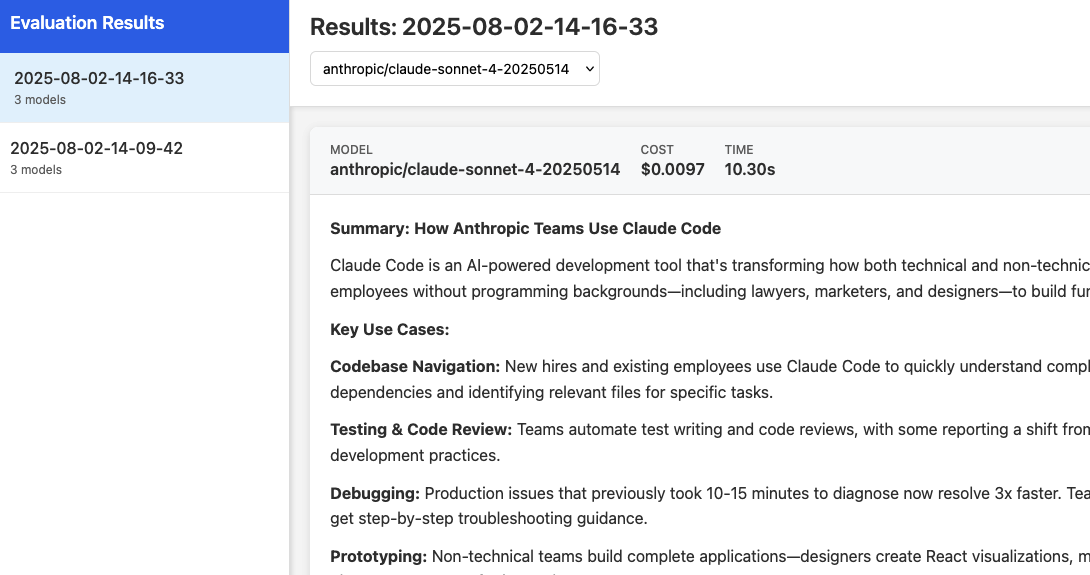 Evaluation Results
2025-08-02-14-16-33
3 models
2025-08-02-14-09-42
3 models
Results: 2025-08-02-14-16-33
anthropic/claude-sonnet-4-20250514
MODEL
anthropic/claude-sonnet-4-20250514
COST
$0.0097
TIME
10.30s
Summary: How Anthropic Teams Use Claude Code
Claude Code is an AI-powered development tool that's transforming how both technical and non-technic
employees without programming backgrounds—including lawyers, marketers, and designers—to build fu
Key Use Cases:
Codebase Navigation: New hires and existing employees use Claude Code to quickly understand compl
dependencies and identifying relevant files for specific tasks.
Testing & Code Review: Teams automate test writing and code reviews, with some reporting a shift from
development practices.
Debugging: Production issues that previously took 10-15 minutes to diagnose now resolve 3x faster. Tea
get step-by-step troubleshooting guidance.
Prototyping: Non-technical teams build complete applications—designers create React visualizations, m